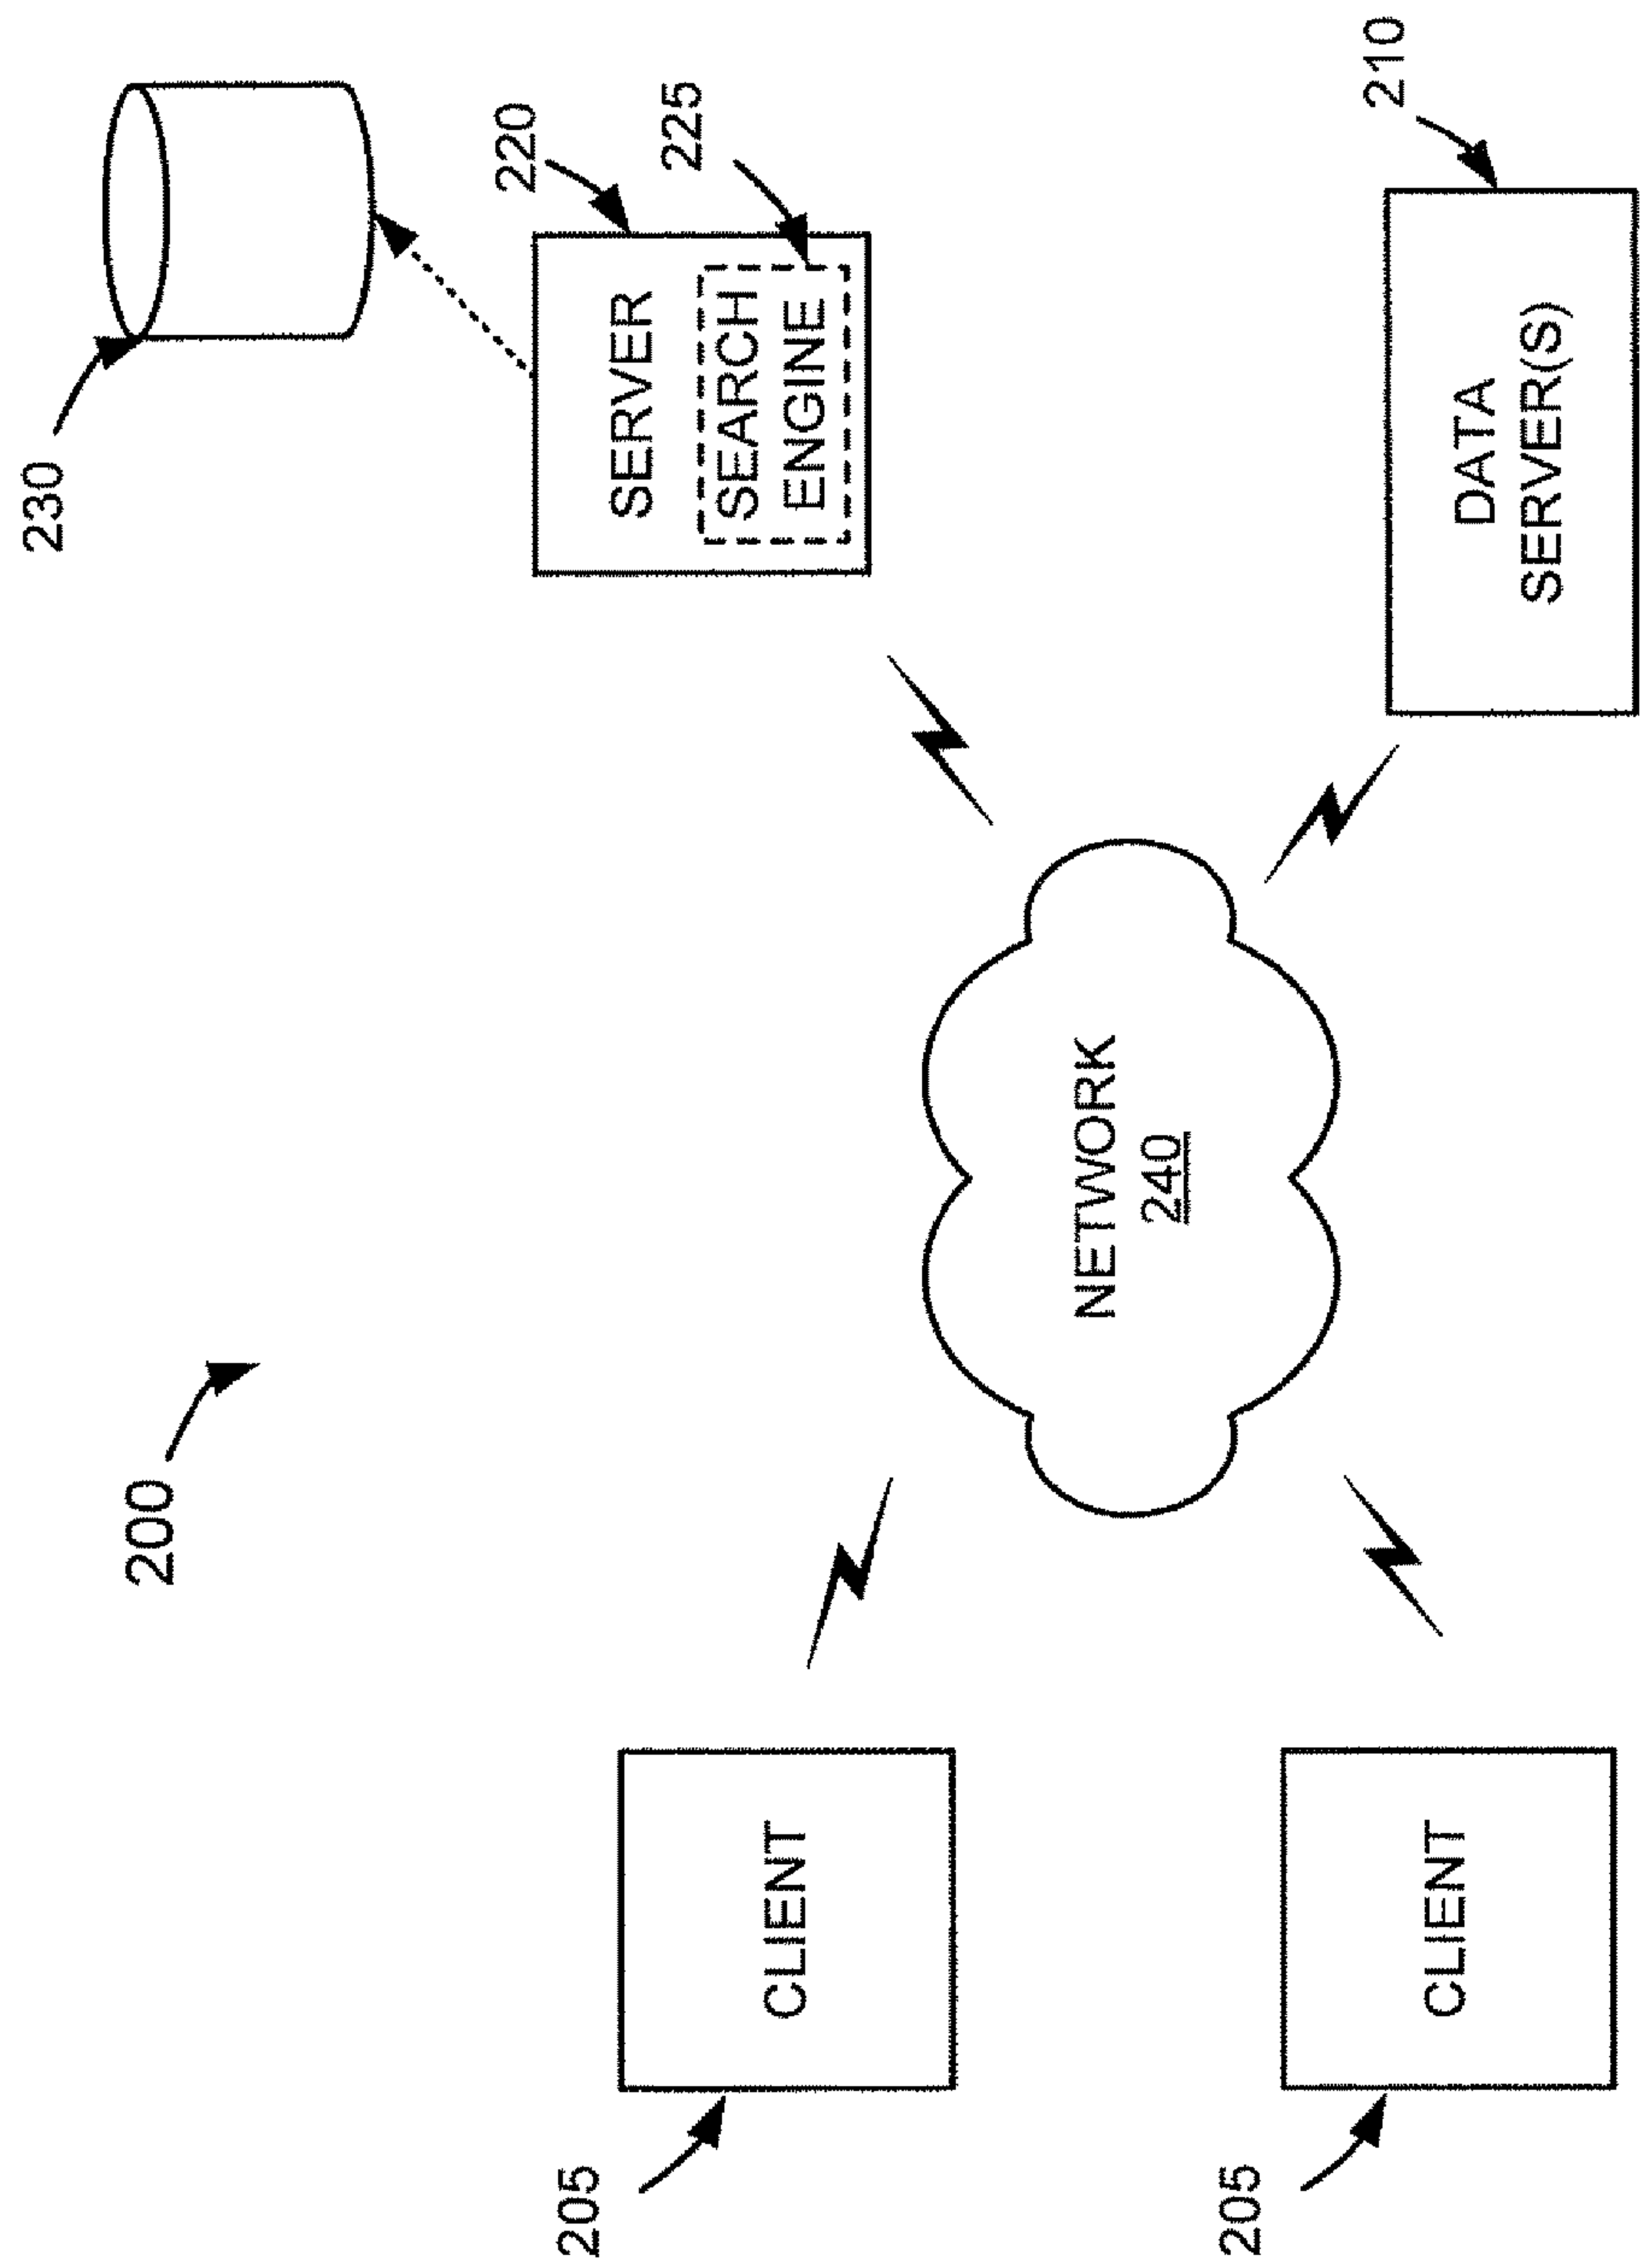 200
230
220
SERVER
225
SEARCH
ENGINE
205
CLIENT
NETWORK
240
205
CLIENT
210
DATA
SERVER(S)